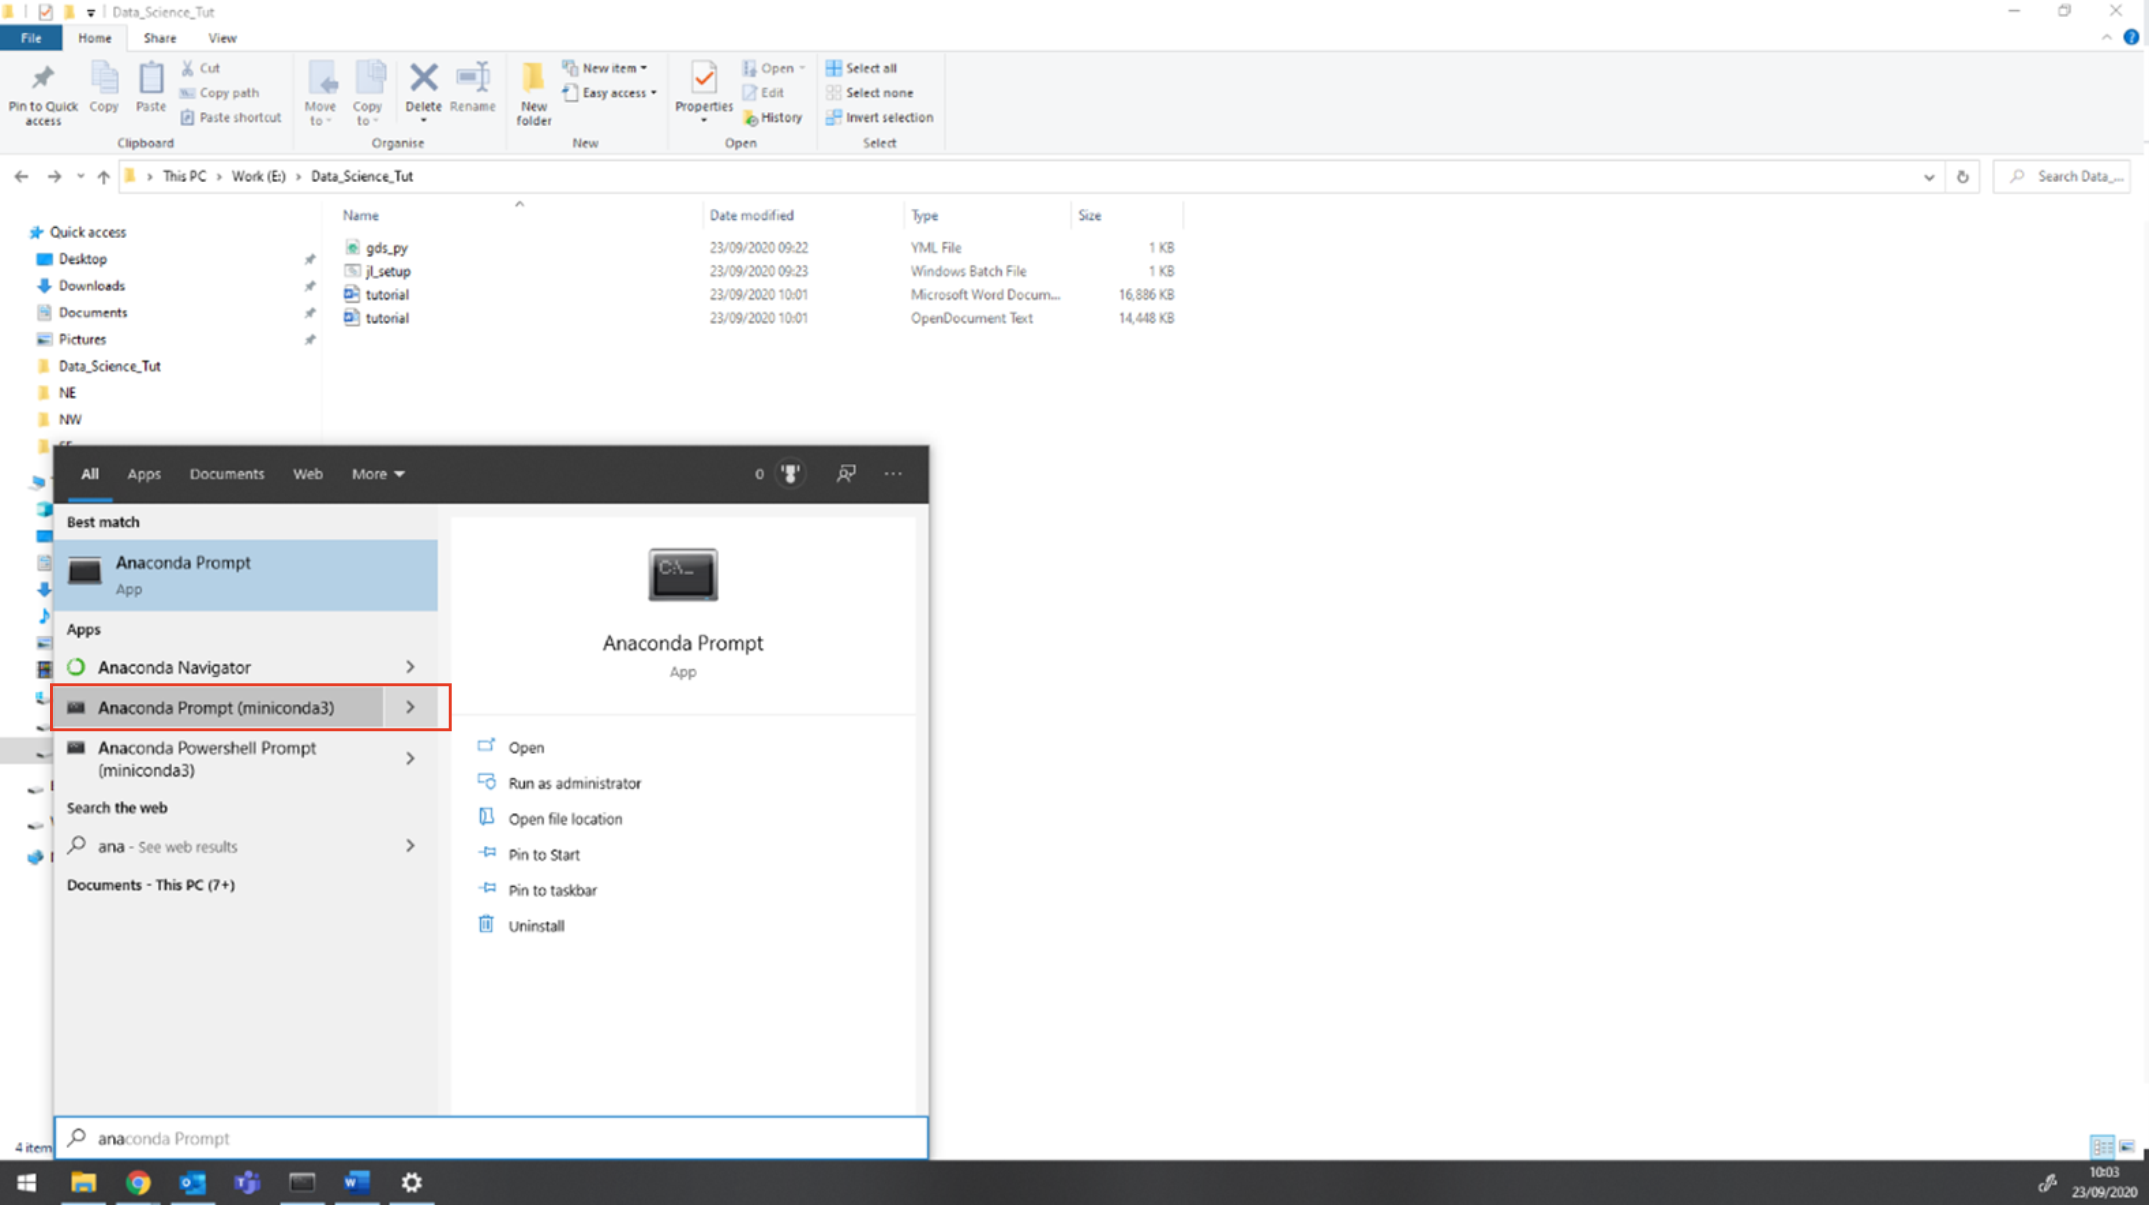 Data_Science_Tut
File Home Share View
Pin to Quick access
Copy
Paste
Cut
Copy path
Paste shortcut
Clipboard
Move to
Copy to
Delete
Rename
Organise
New folder
New item
Easy access
New
Properties
Open
Edit
History
Open
Select all
Select none
Invert selection
Select
This PC > Work (E:) > Data_Science_Tut
Search Data_...
Quick access
Desktop
Downloads
Documents
Pictures
Data_Science_Tut
NE
NW
Name Date modified Type Size
gds_py 23/09/2020 09:22 YML File 1 KB
jl_setup 23/09/2020 09:23 Windows Batch File 1 KB
tutorial 23/09/2020 10:01 Microsoft Word Docum... 16,886 KB
tutorial 23/09/2020 10:01 OpenDocument Text 14,448 KB
All Apps Documents Web More 0 ...
Best match
Anaconda Prompt
App
Apps
Anaconda Navigator
Anaconda Prompt (miniconda3)
Anaconda Powershell Prompt
(miniconda3)
Search the web
ana - See web results
Documents - This PC (7+)
C:\_
Anaconda Prompt
App
Open
Run as administrator
Open file location
Pin to Start
Pin to taskbar
Uninstall
anaconda Prompt
4 item
10:03
23/09/2020